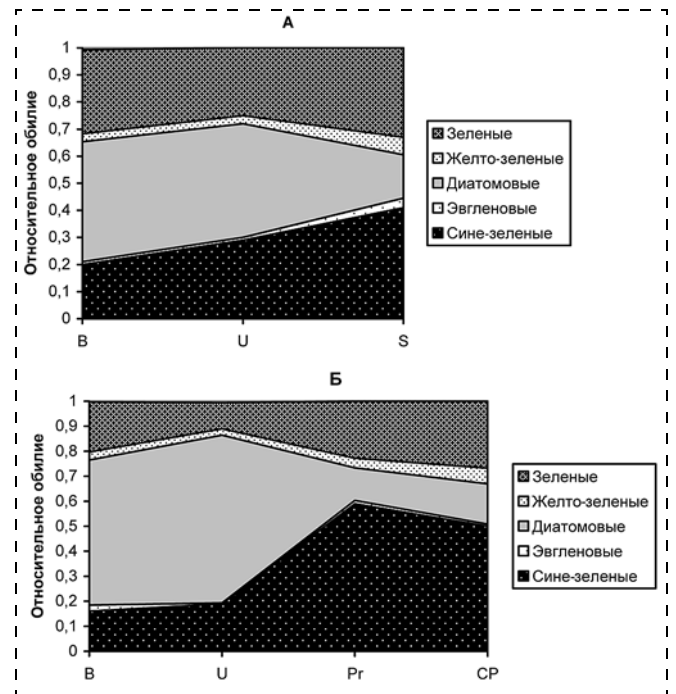 А
Относительное обилие
1
0,9
0,8
0,7
0,6
0,5
0,4
0,3
0,2
0,1
0
B U S
Зеленые
Желто-зеленые
Диатомовые
Эвгленовые
Сине-зеленые
Б
Относительное обилие
1
0,9
0,8
0,7
0,6
0,5
0,4
0,3
0,2
0,1
0
B U Pr CP
Зеленые
Желто-зеленые
Диатомовые
Эвгленовые
Сине-зеленые